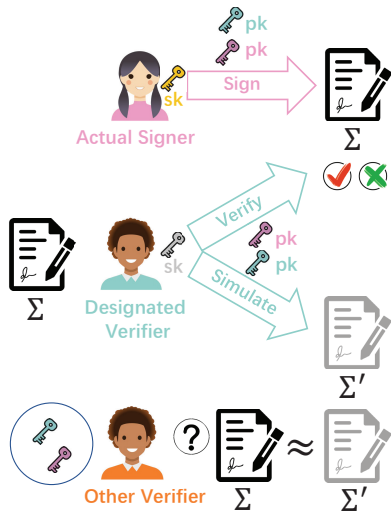 pk
pk
Sign
sk
Actual Signer
Σ
Verify
sk
pk
pk
Simulate
Σ
Designated
Verifier
Σ′
?
≈
Other Verifier
Σ
Σ′